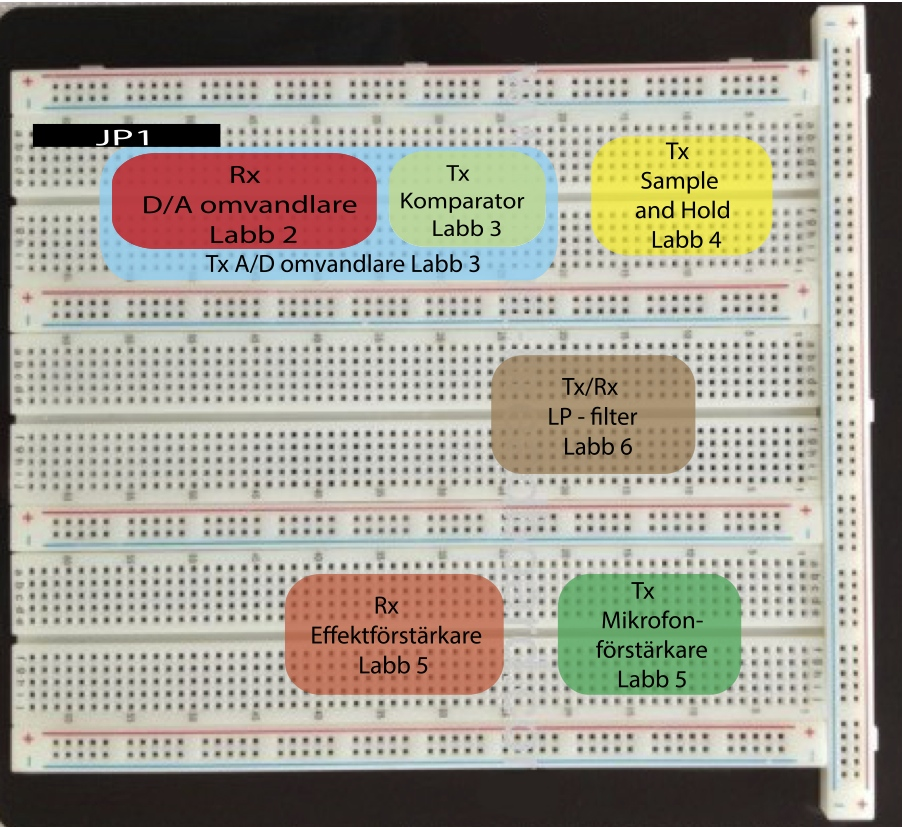 JP1
Rx
D/A omvandlare
Labb 2
Tx
Komparator
Labb 3
Tx A/D omvandlare Labb 3
Tx
Sample
and Hold
Labb 4
Tx/Rx
LP - filter
Labb 6
Rx
Effektförstärkare
Labb 5
Tx
Mikrofon-
förstärkare
Labb 5